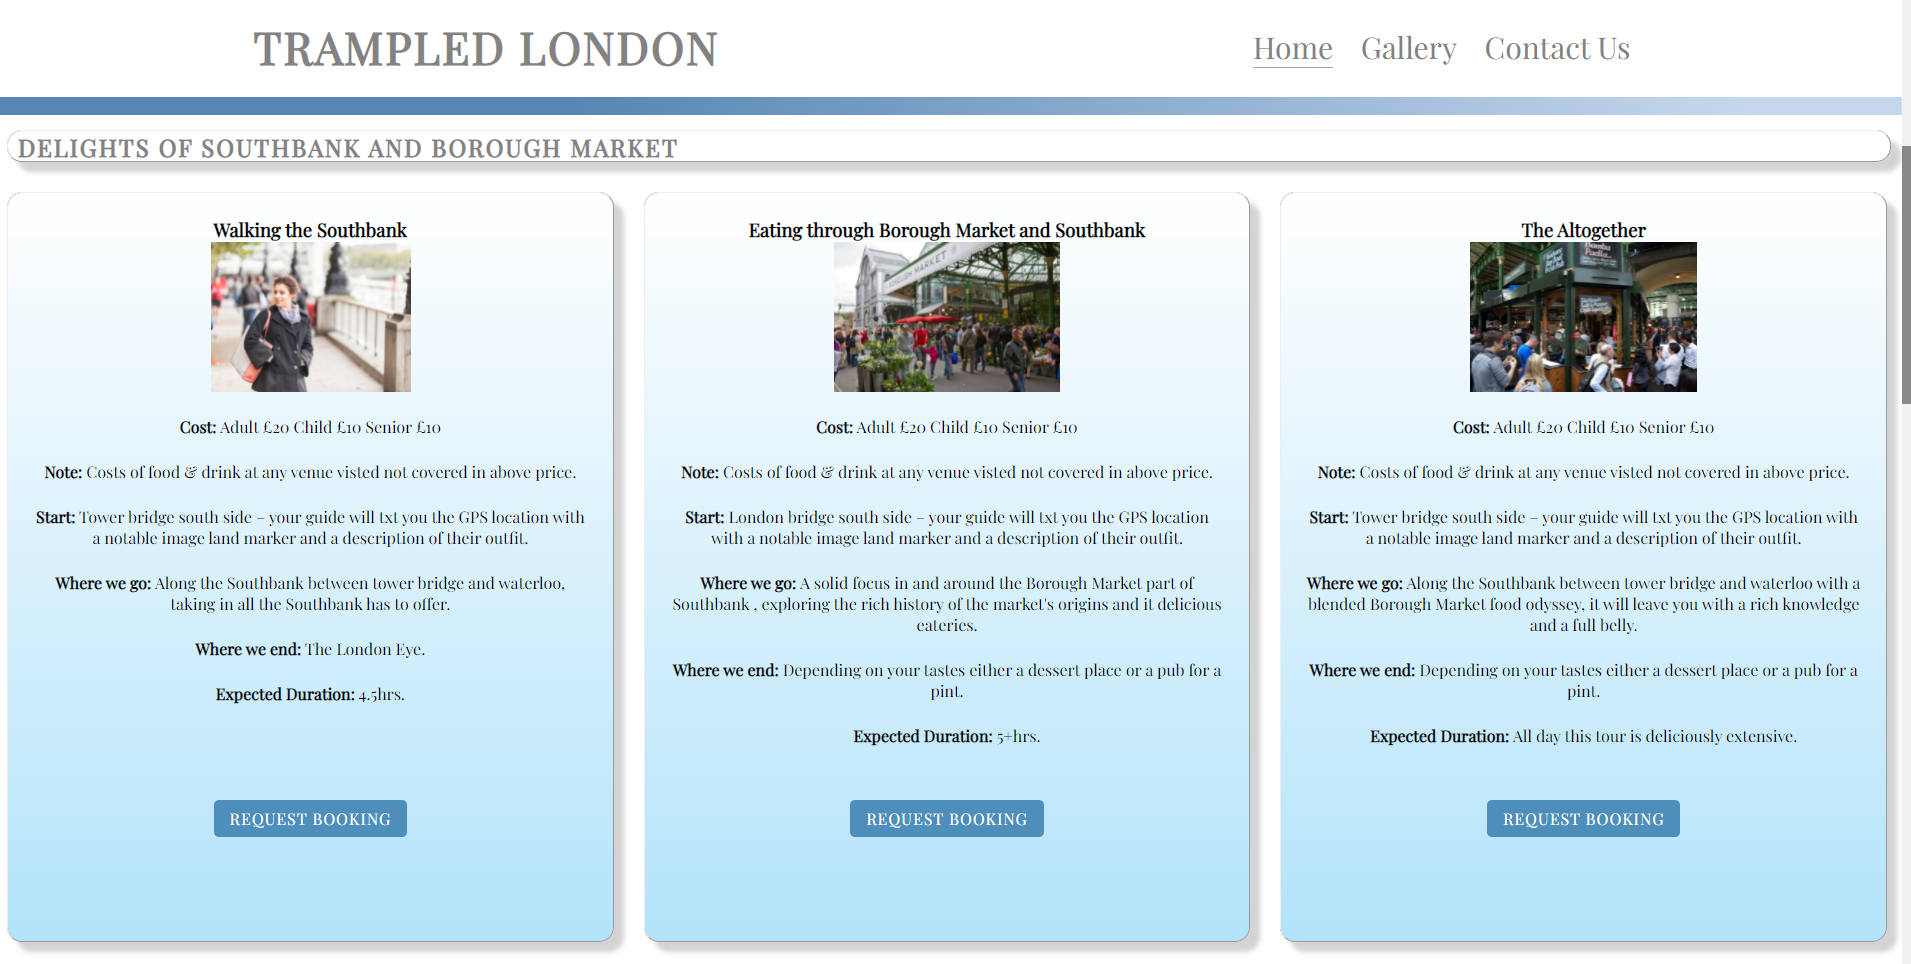 TRAMPLED LONDON
Home Gallery Contact Us
DELIGHTS OF SOUTHBANK AND BOROUGH MARKET
Walking the Southbank
Cost: Adult £20 Child £10 Senior £10
Note: Costs of food & drink at any venue visted not covered in above price.
Start: Tower bridge south side – your guide will txt you the GPS location with
a notable image land marker and a description of their outfit.
Where we go: Along the Southbank between tower bridge and waterloo,
taking in all the Southbank has to offer.
Where we end: The London Eye.
Expected Duration: 4.5hrs.
REQUEST BOOKING
Eating through Borough Market and Southbank
BOROUGH MARKET
Cost: Adult £20 Child £10 Senior £10
Note: Costs of food & drink at any venue visted not covered in above price.
Start: London bridge south side – your guide will txt you the GPS location
with a notable image land marker and a description of their outfit.
Where we go: A solid focus in and around the Borough Market part of
Southbank , exploring the rich history of the market's origins and it delicious
eateries.
Where we end: Depending on your tastes either a dessert place or a pub for a
pint.
Expected Duration: 5+hrs.
REQUEST BOOKING
The Altogether
Cost: Adult £20 Child £10 Senior £10
Note: Costs of food & drink at any venue visted not covered in above price.
Start: Tower bridge south side – your guide will txt you the GPS location with
a notable image land marker and a description of their outfit.
Where we go: Along the Southbank between tower bridge and waterloo with a
blended Borough Market food odyssey, it will leave you with a rich knowledge
and a full belly.
Where we end: Depending on your tastes either a dessert place or a pub for a
pint.
Expected Duration: All day this tour is deliciously extensive.
REQUEST BOOKING